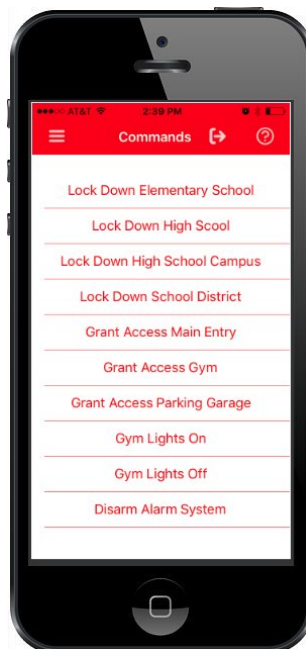 AT&T 2:39 PM
Commands
Lock Down Elementary School
Lock Down High Scool
Lock Down High School Campus
Lock Down School District
Grant Access Main Entry
Grant Access Gym
Grant Access Parking Garage
Gym Lights On
Gym Lights Off
Disarm Alarm System